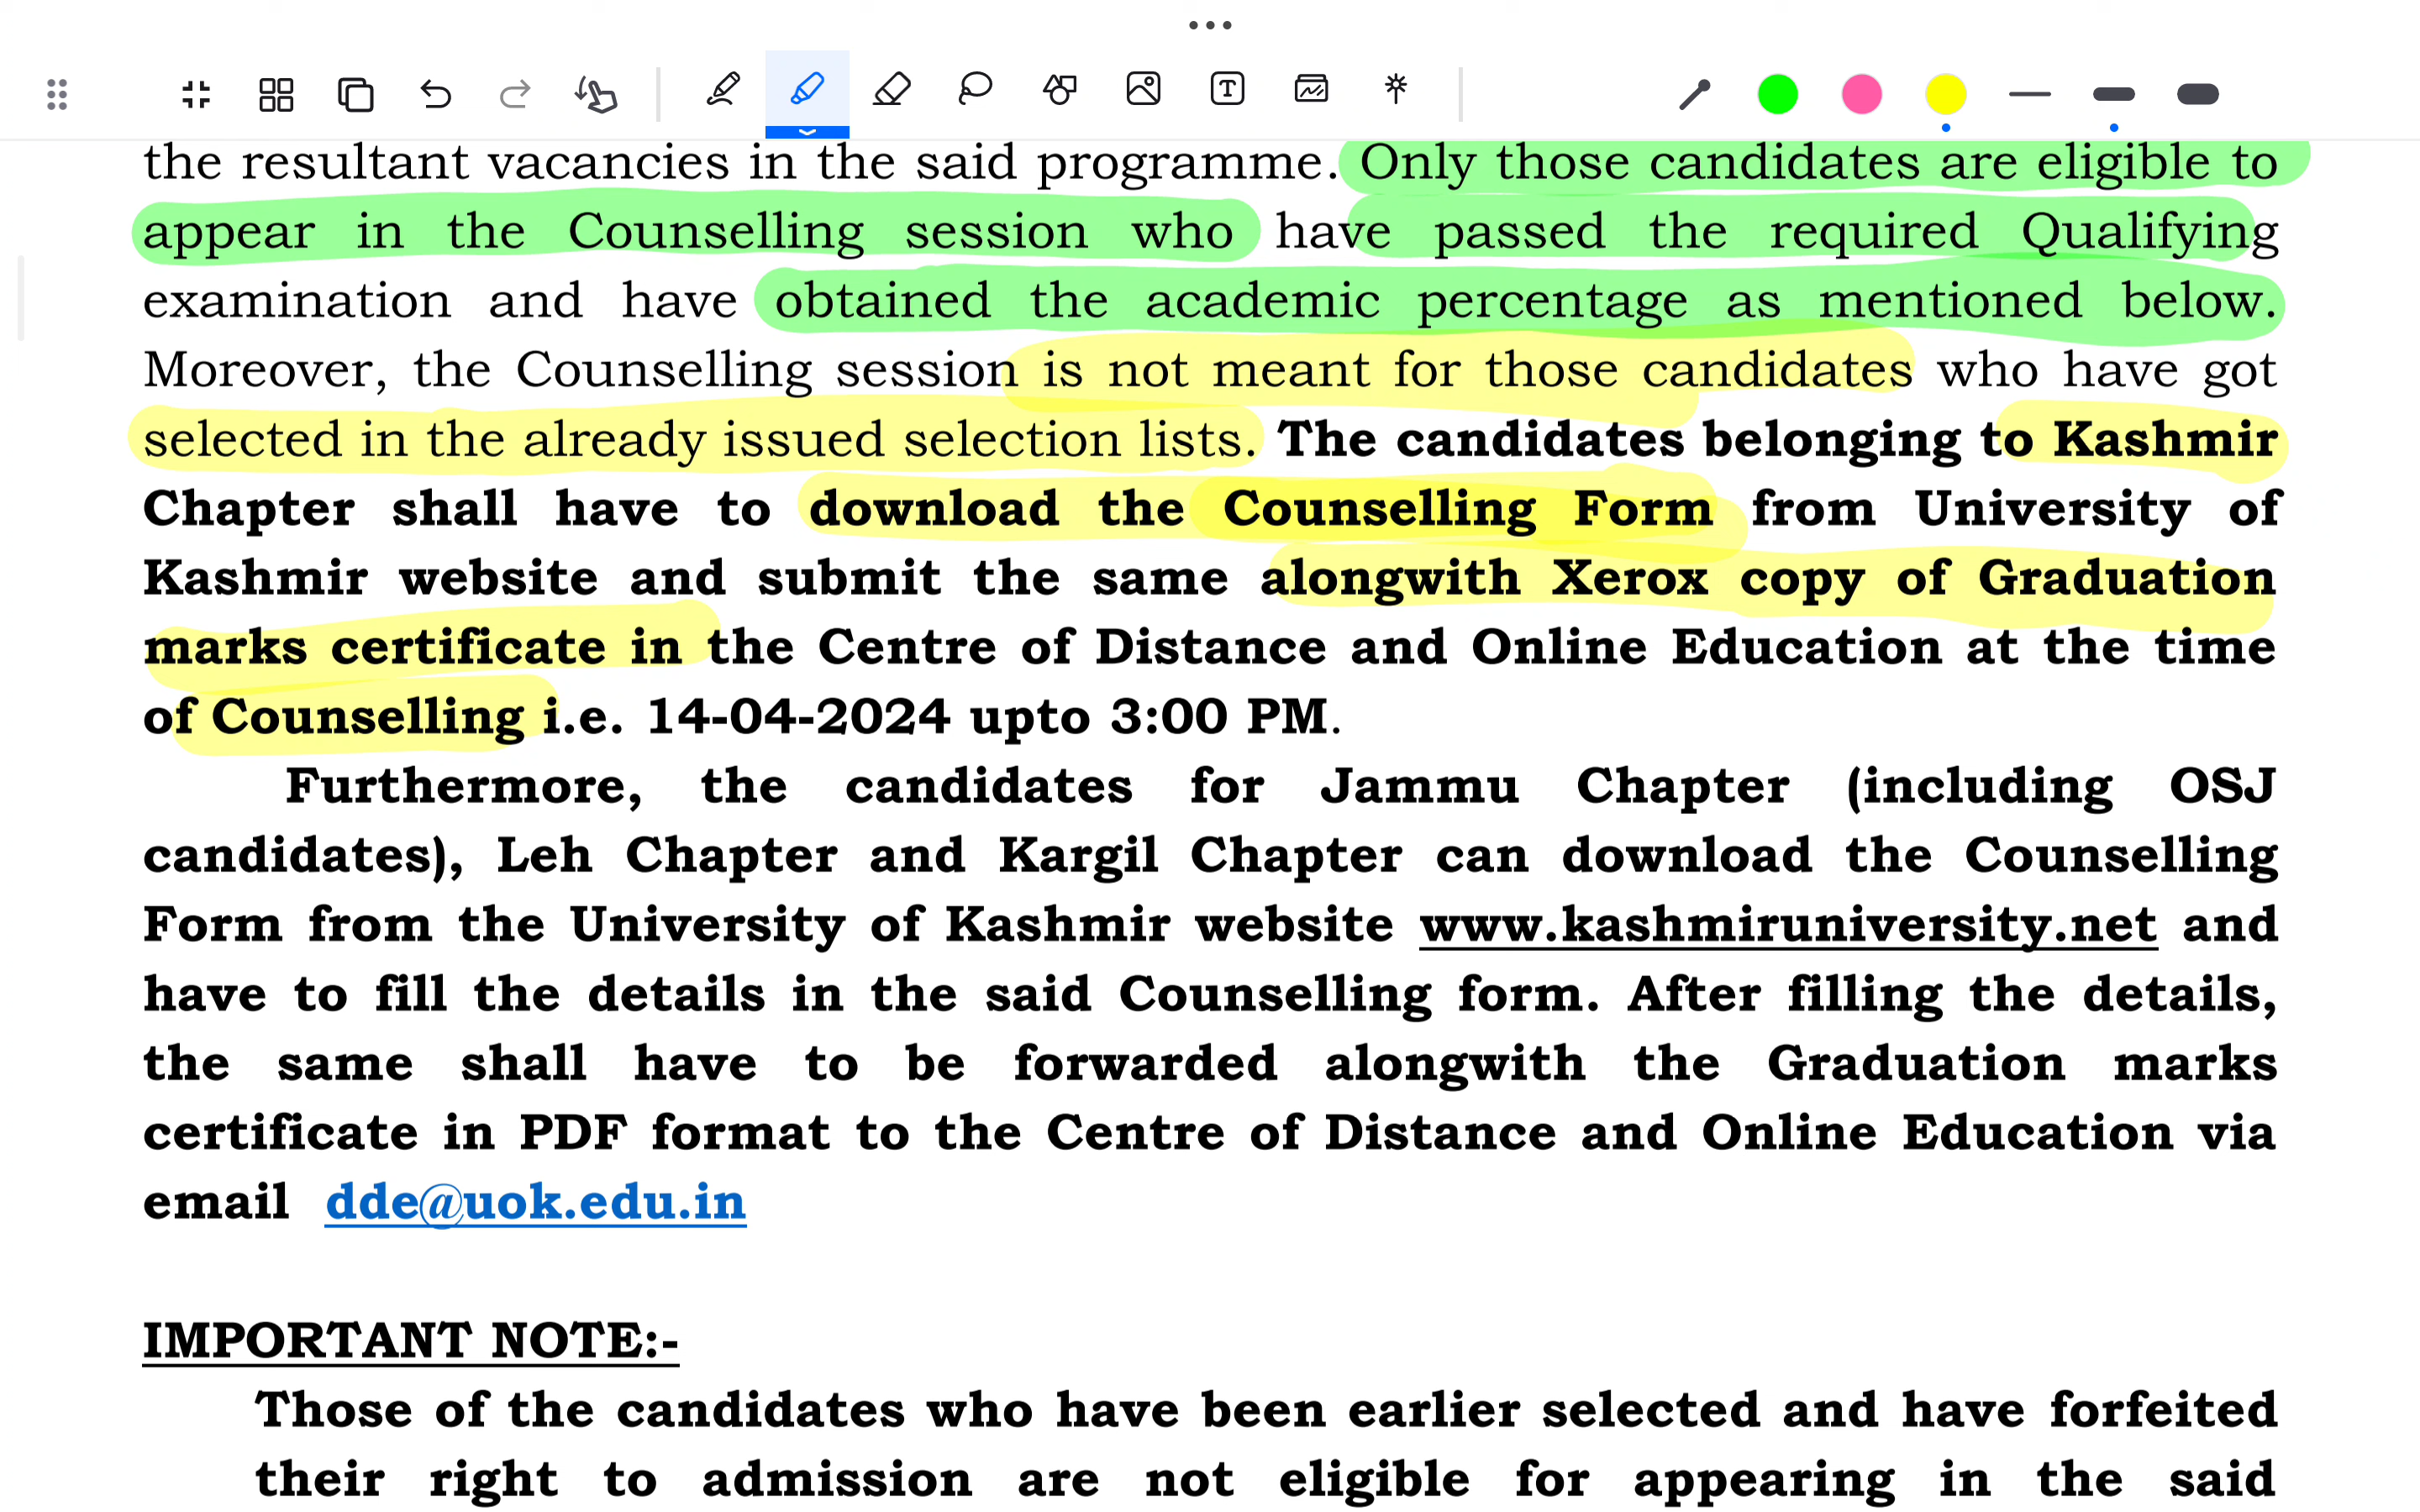 the resultant vacancies in the said programme. Only those candidates are eligible to
appear in the Counselling session who have passed the required Qualifying
examination and have obtained the academic percentage as mentioned below.
Moreover, the Counselling session is not meant for those candidates who have got
selected in the already issued selection lists. The candidates belonging to Kashmir
Chapter shall have to download the Counselling Form from University of
Kashmir website and submit the same alongwith Xerox copy of Graduation
marks certificate in the Centre of Distance and Online Education at the time
of Counselling i.e. 14-04-2024 upto 3:00 PM.
Furthermore, the candidates for Jammu Chapter (including OSJ
candidates), Leh Chapter and Kargil Chapter can download the Counselling
Form from the University of Kashmir website www.kashmiruniversity.net and
have to fill the details in the said Counselling form. After filling the details,
the same shall have to be forwarded alongwith the Graduation marks
certificate in PDF format to the Centre of Distance and Online Education via
email dde@uok.edu.in
IMPORTANT NOTE:-
Those of the candidates who have been earlier selected and have forfeited
their right to admission are not eligible for appearing in the said